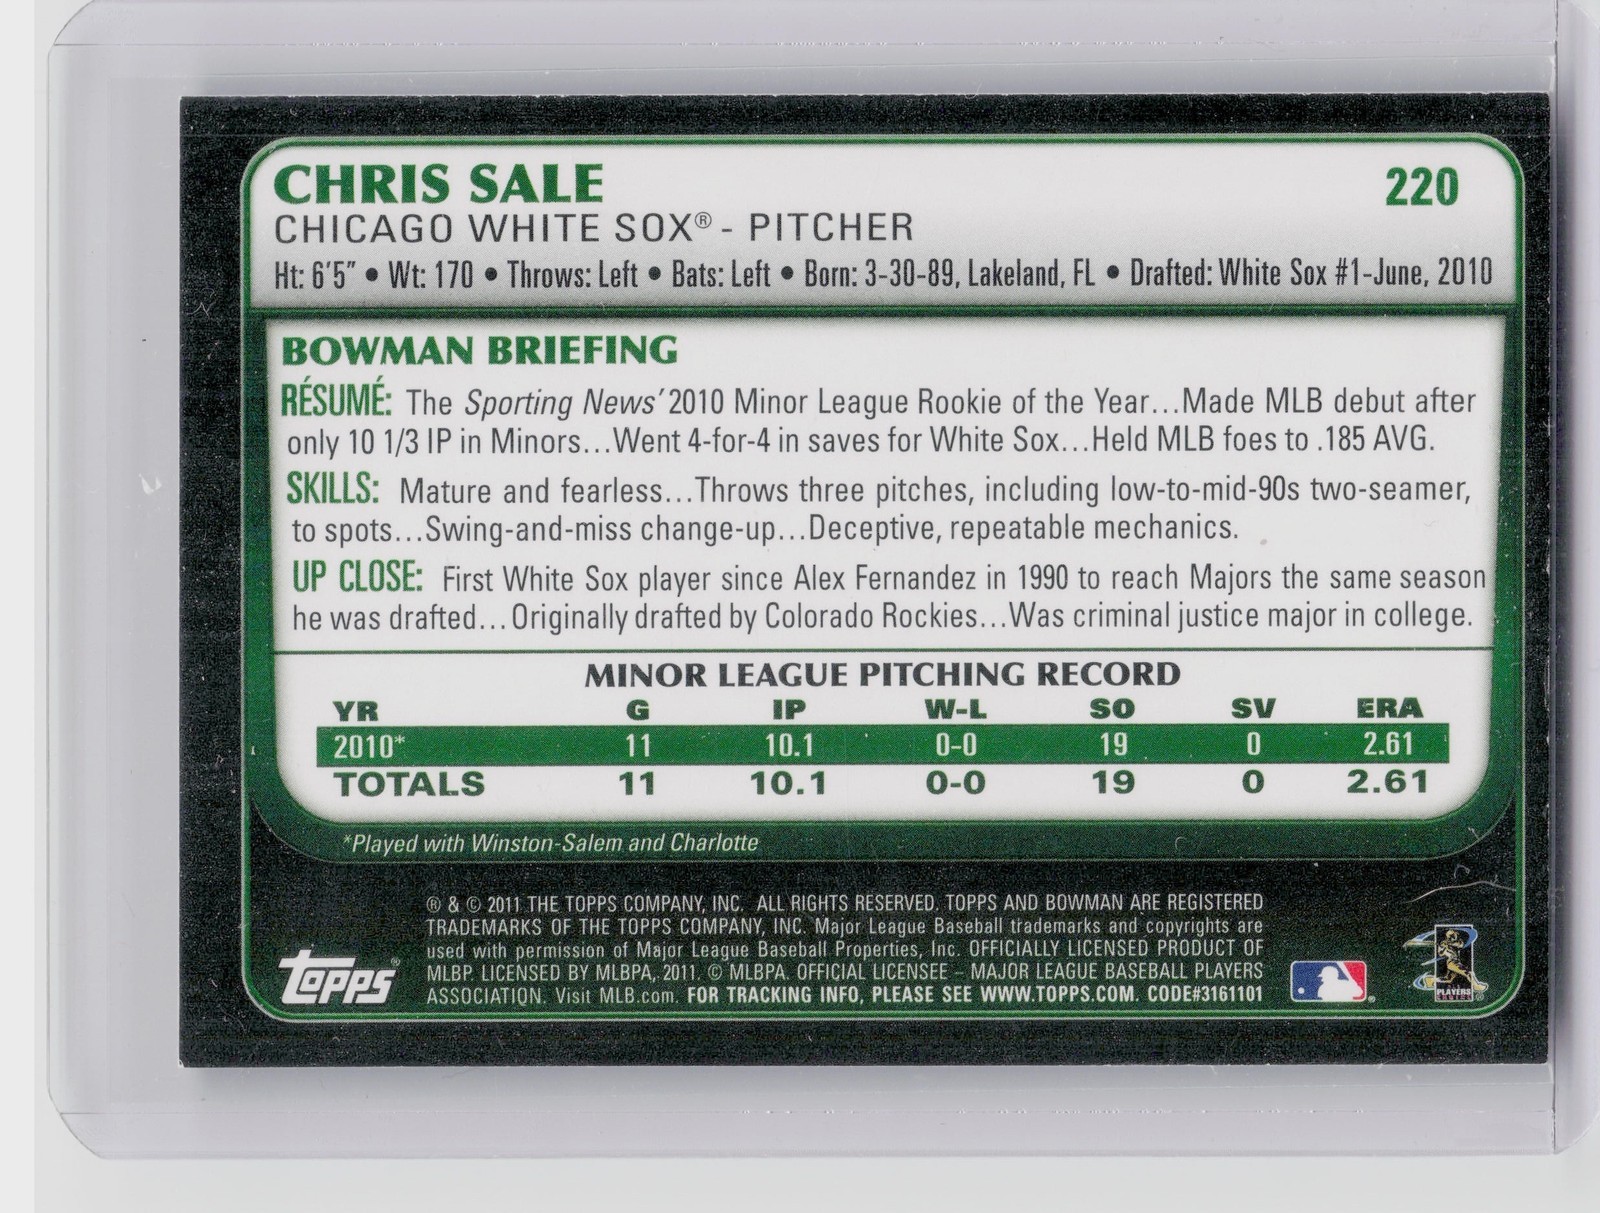 CHRIS SALE
220
CHICAGO WHITE SOX® - PITCHER
Ht: 6'5" • Wt: 170 • Throws: Left • Bats: Left • Born: 3-30-89, Lakeland, FL • Drafted: White Sox #1-June, 2010
BOWMAN BRIEFING
RÉSUMÉ: The Sporting News' 2010 Minor League Rookie of the Year...Made MLB debut after
only 10 1/3 IP in Minors...Went 4-for-4 in saves for White Sox...Held MLB foes to .185 AVG.
SKILLS: Mature and fearless...Throws three pitches, including low-to-mid-90s two-seamer,
to spots...Swing-and-miss change-up...Deceptive, repeatable mechanics.
UP CLOSE: First White Sox player since Alex Fernandez in 1990 to reach Majors the same season
he was drafted...Originally drafted by Colorado Rockies...Was criminal justice major in college.
MINOR LEAGUE PITCHING RECORD
YR G IP W-L SO SV ERA
2010* 11 10.1 0-0 19 0 2.61
TOTALS 11 10.1 0-0 19 0 2.61
*Played with Winston-Salem and Charlotte
® & © 2011 THE TOPPS COMPANY, INC. ALL RIGHTS RESERVED. TOPPS AND BOWMAN ARE REGISTERED
TRADEMARKS OF THE TOPPS COMPANY, INC. Major League Baseball trademarks and copyrights are
used with permission of Major League Baseball Properties, Inc. OFFICIALLY LICENSED PRODUCT OF
MLBP. LICENSED BY MLBPA, 2011. © MLBPA. OFFICIAL LICENSEE – MAJOR LEAGUE BASEBALL PLAYERS
ASSOCIATION. Visit MLB.com. FOR TRACKING INFO, PLEASE SEE WWW.TOPPS.COM. CODE#3161101
topps®
PLAYERS